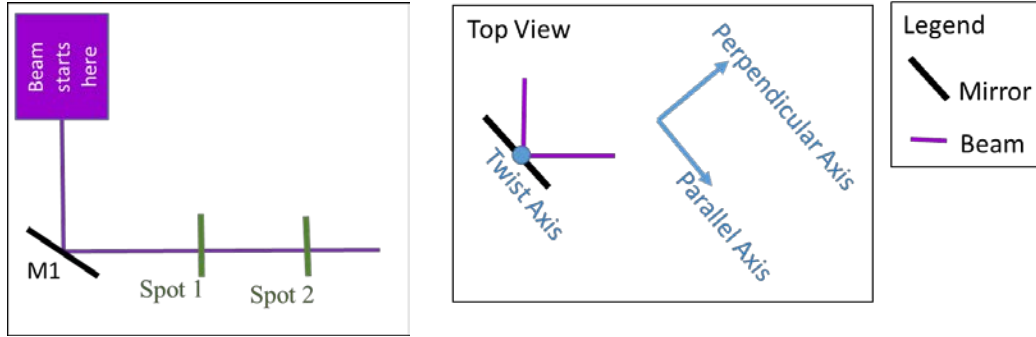 Beam
starts
here
M1
Spot 1
Spot 2
Top View
Twist Axis
Perpendicular Axis
Parallel Axis
Legend
Mirror
Beam